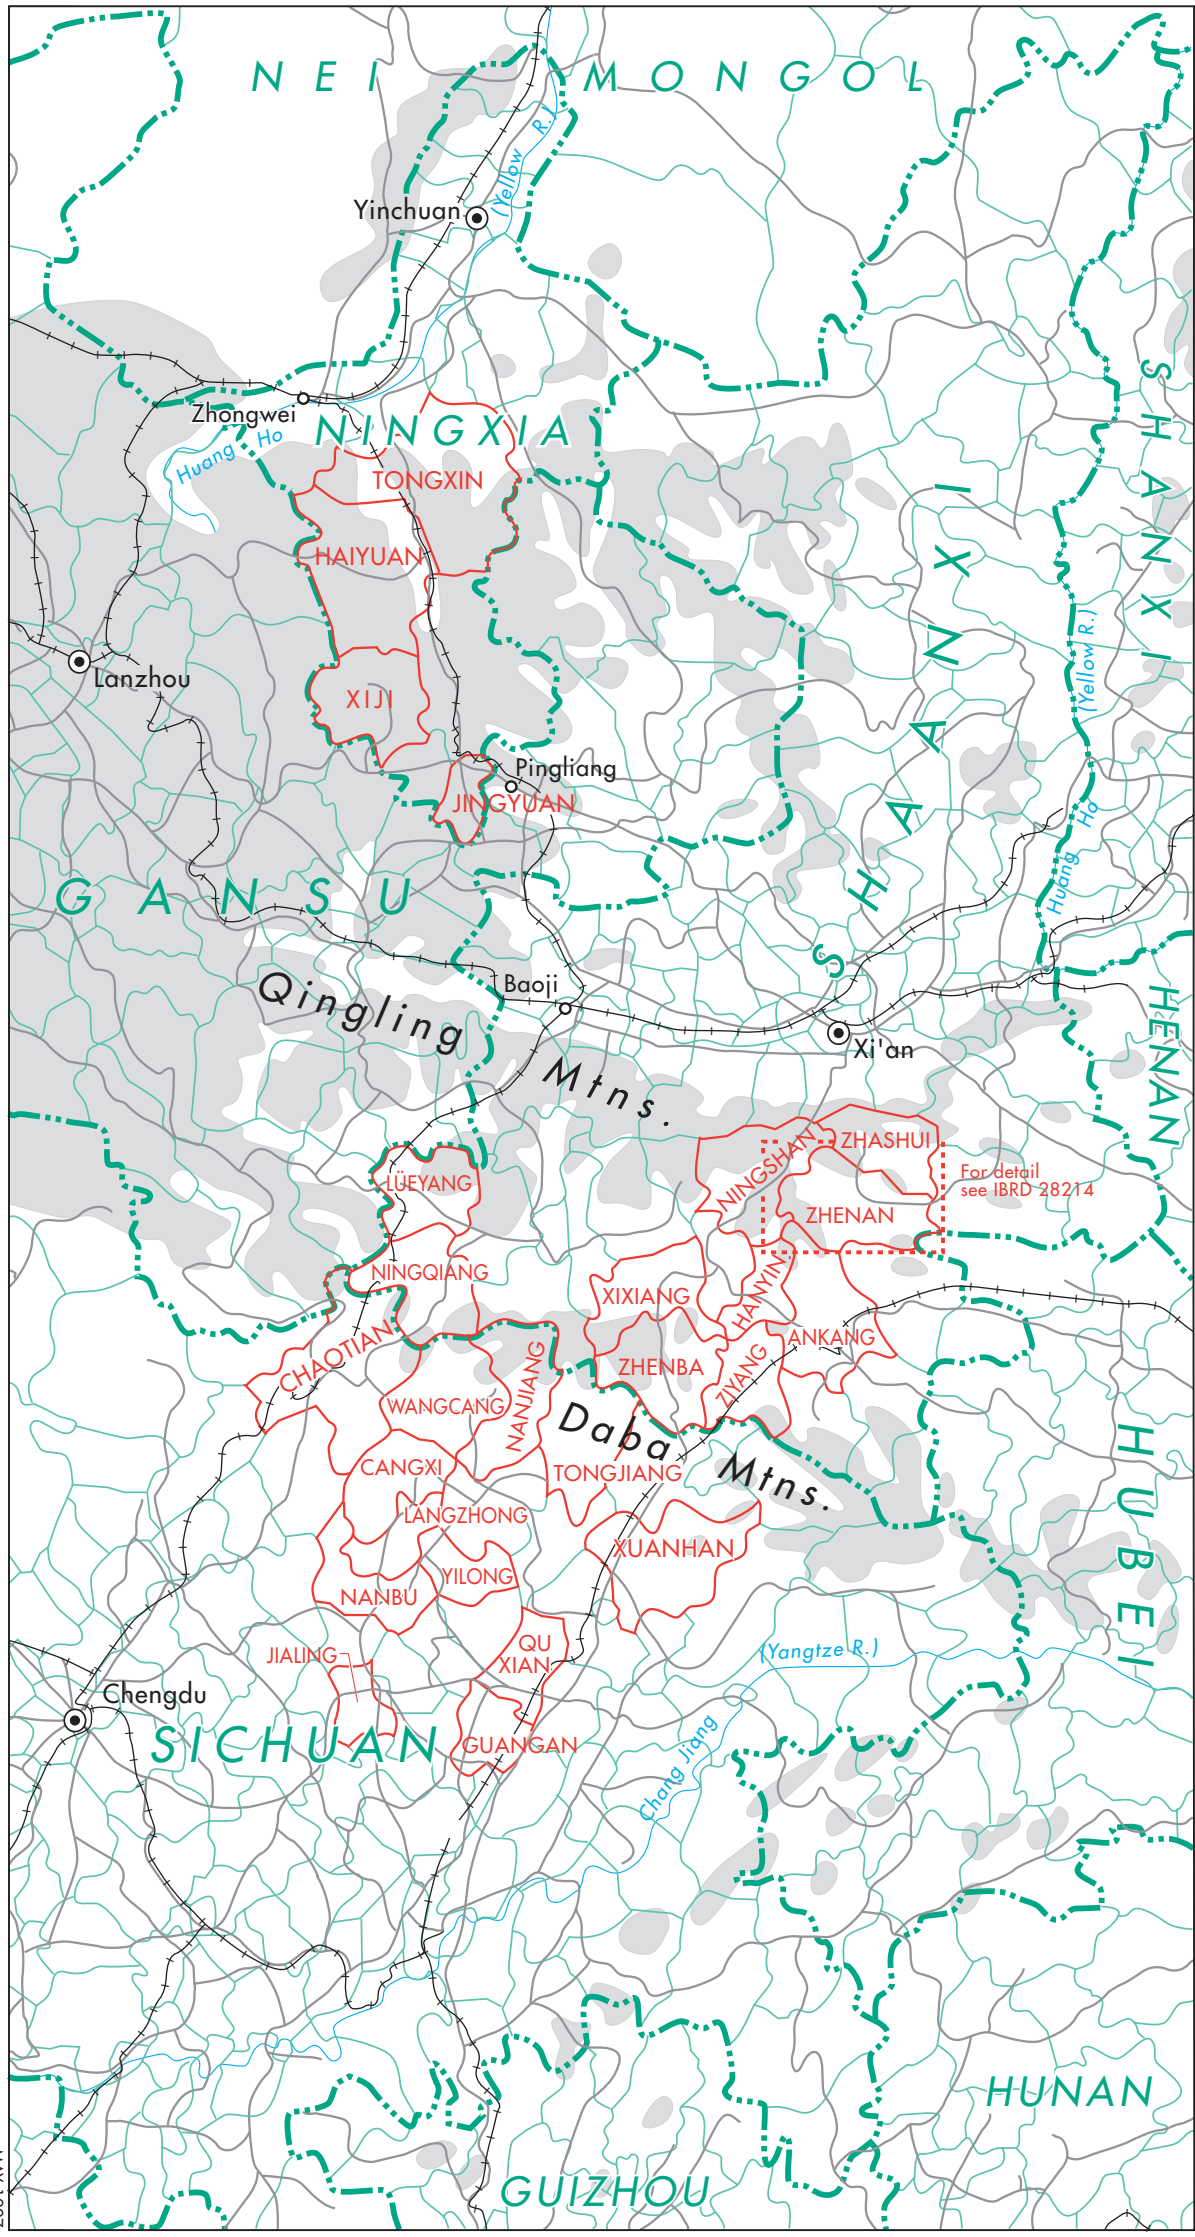 NEI MONGOL
(Yellow R.)
Yinchuan
Zhongwei
Huang Ho
NINGXIA
TONGXIN
HAIYUAN
XIJI
Lanzhou
Pingliang
JINGYUAN
GANSU
SHAANXI
SHANXI
(Yellow R.)
Huang Ho
Qingling Mtns.
Baoji
Xi'an
HENAN
LÜEYANG
NINGQIANG
NINGSHAN
ZHASHUI
ZHENAN
For detail
see IBRD 28214
XIXIANG
HANYIN
ANKANG
ZHENBA
ZIYANG
CHAOTIAN
WANGCANG
NANJIANG
Daba Mtns.
CANGXI
TONGJIANG
LANGZHONG
XUANHAN
YILONG
NANBU
HUBEI
QU
XIAN
JIALING
(Yangtze R.)
Chengdu
SICHUAN
GUANGAN
Chang Jiang
HUNAN
GUIZHOU